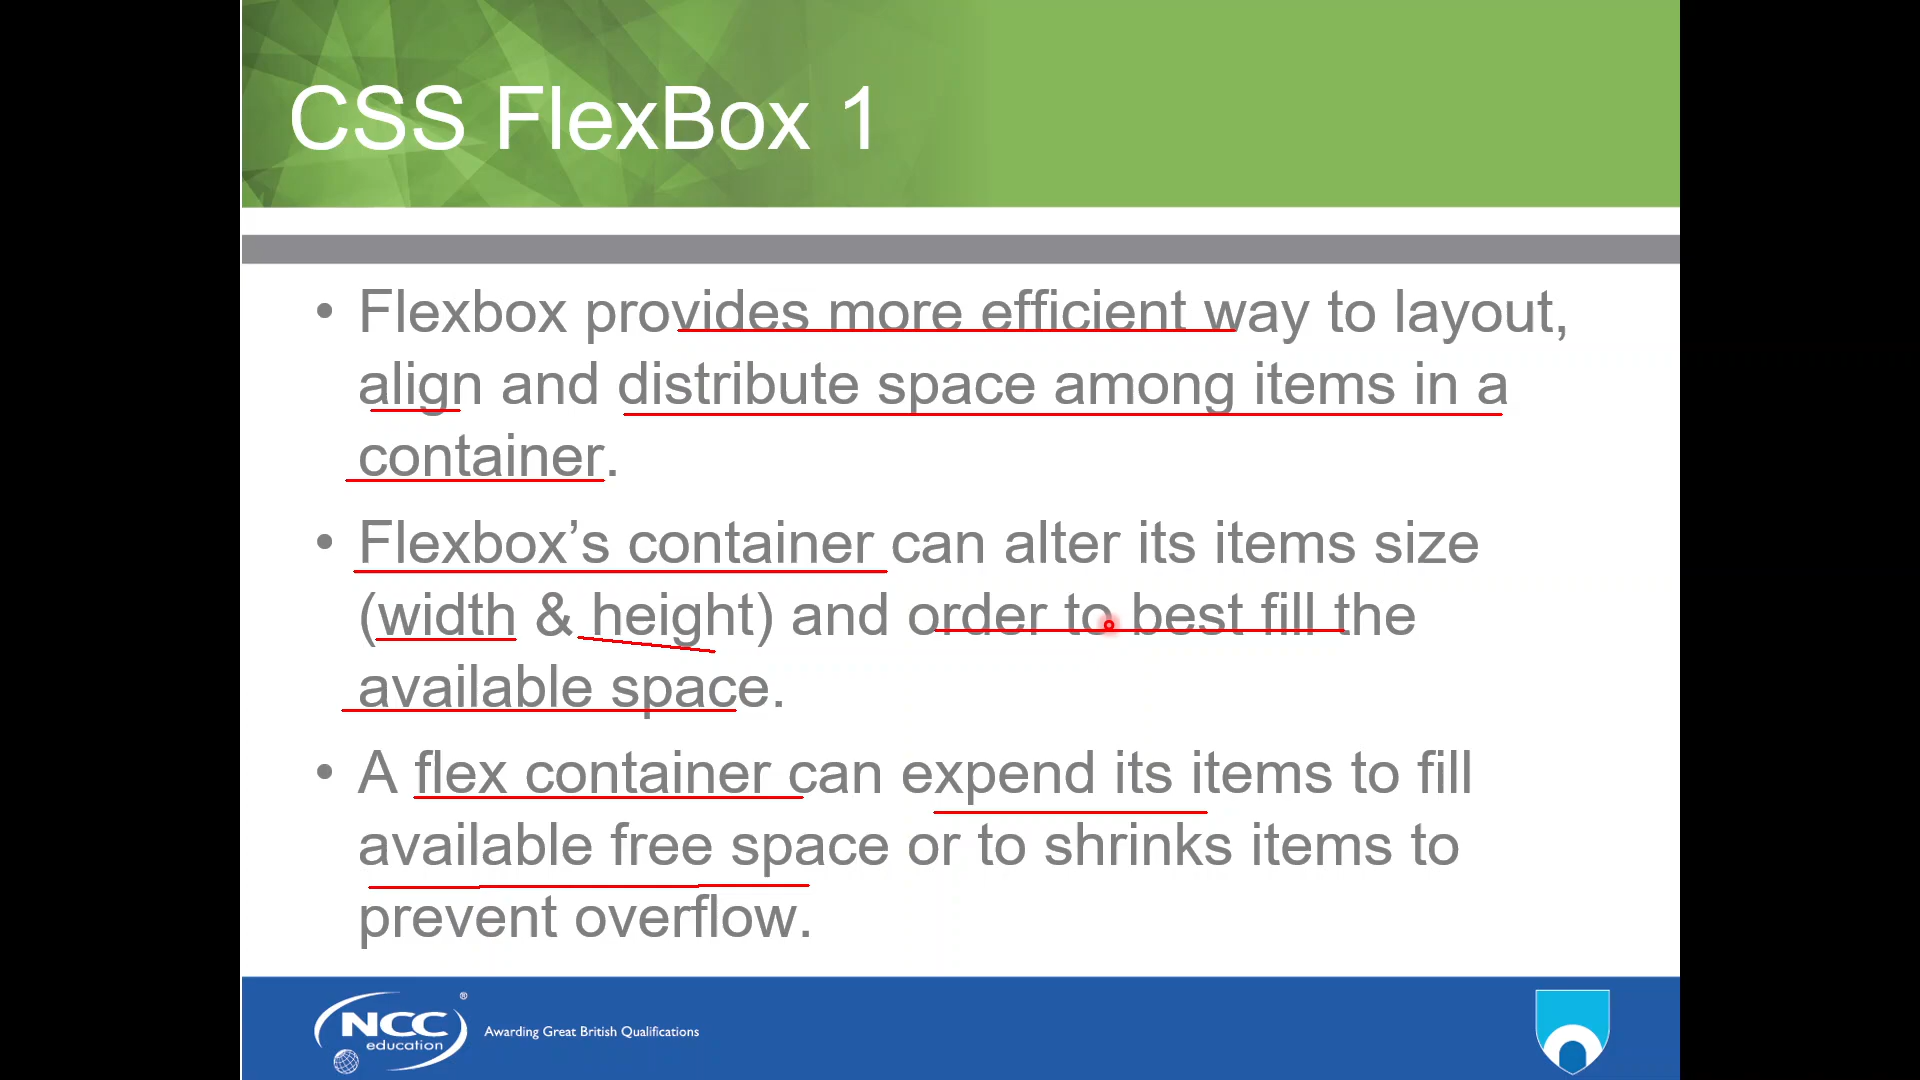 CSS FlexBox 1
• Flexbox provides more efficient way to layout,
align and distribute space among items in a
container.
• Flexbox’s container can alter its items size
(width & height) and order to best fill the
available space.
• A flex container can expend its items to fill
available free space or to shrinks items to
prevent overflow.
NCC ®
education
Awarding Great British Qualifications